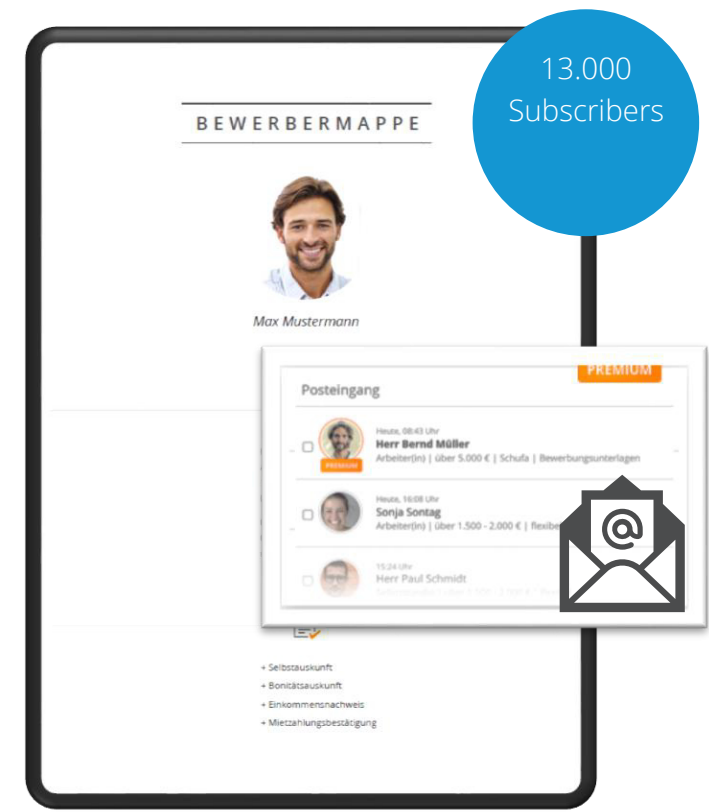 13.000
Subscribers
BEWERBERMAPPE
Max Mustermann
PREMIUM
Posteingang
Heute, 08:43 Uhr
Herr Bernd Müller
Arbeiter(in) | über 5.000 € | Schufa | Bewerbungsunterlagen
PREMIUM
Heute, 16:08 Uhr
Sonja Sontag
Arbeiter(in) | über 1.500 - 2.000 € |
15:24 Uhr
Herr Paul Schmidt
@
+ Selbstauskunft
+ Bonitätsauskunft
+ Einkommensnachweis
+ Mietzahlungsbestätigung